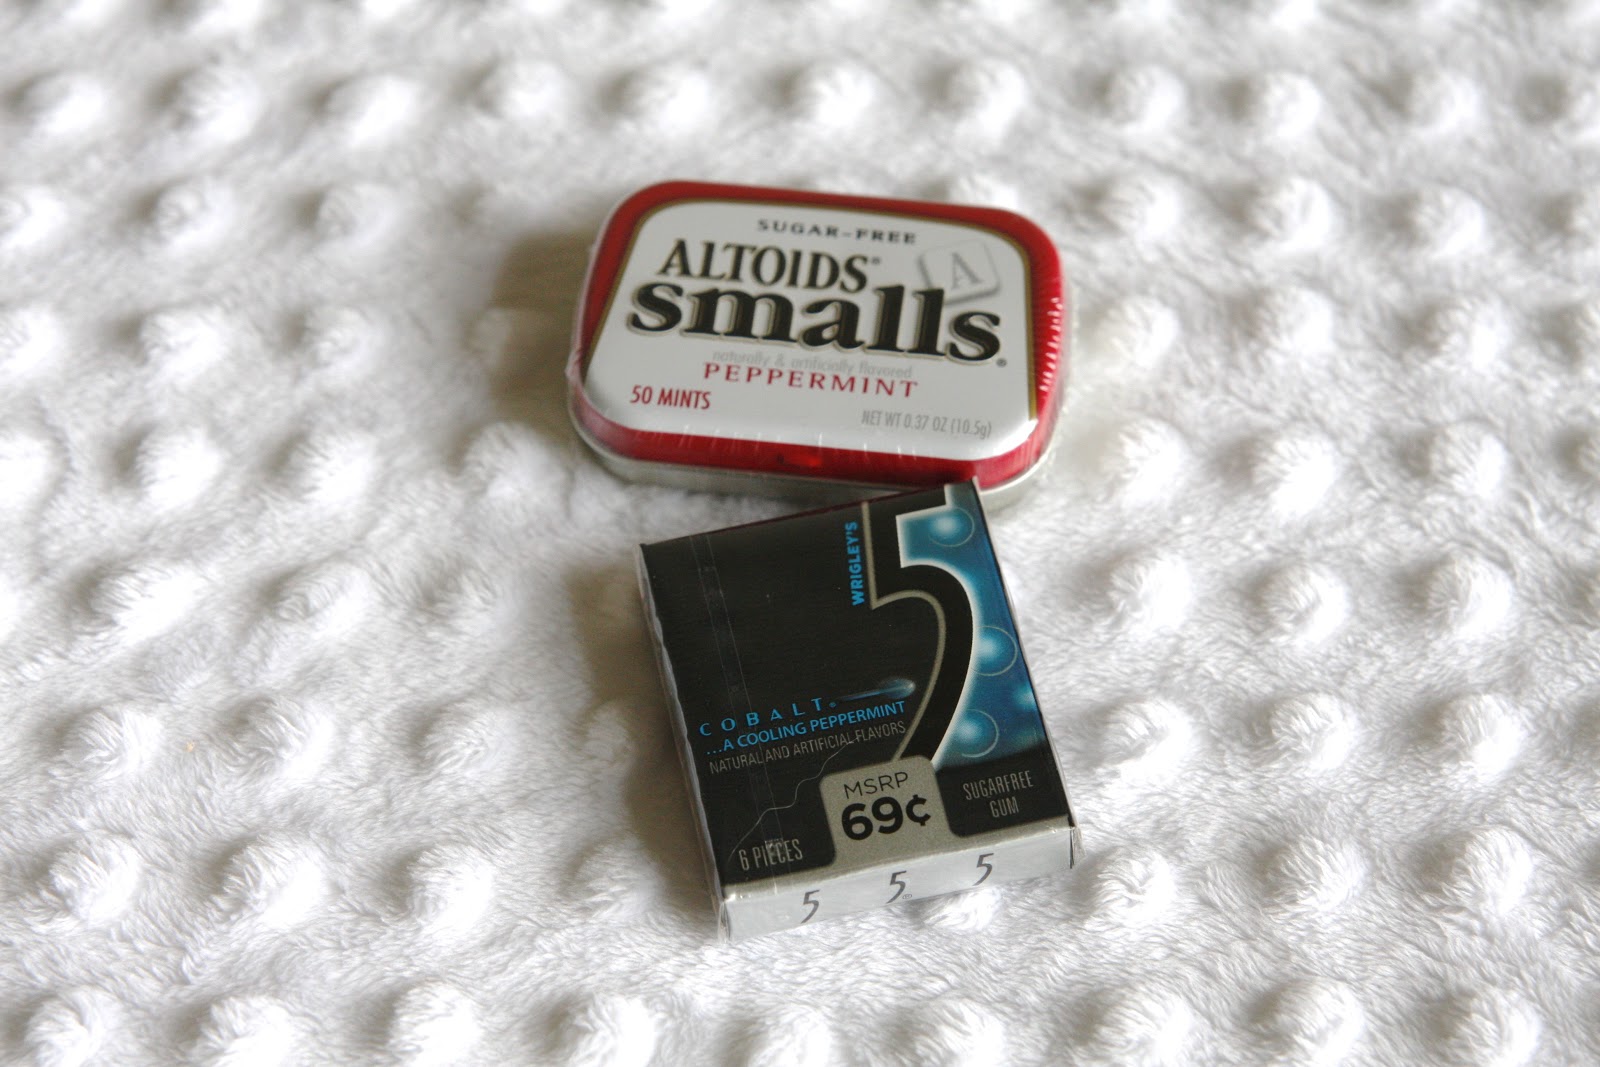 SUGAR-FREE
ALTOIDS®
A
smalls®
naturally & artificially flavored
PEPPERMINT
50 MINTS
NET WT 0.37 OZ (10.5g)
WRIGLEY'S
5
COBALT®
...A COOLING PEPPERMINT
NATURAL AND ARTIFICIAL FLAVORS
MSRP
69¢
SUGARFREE
GUM
6 PIECES
5 5 5